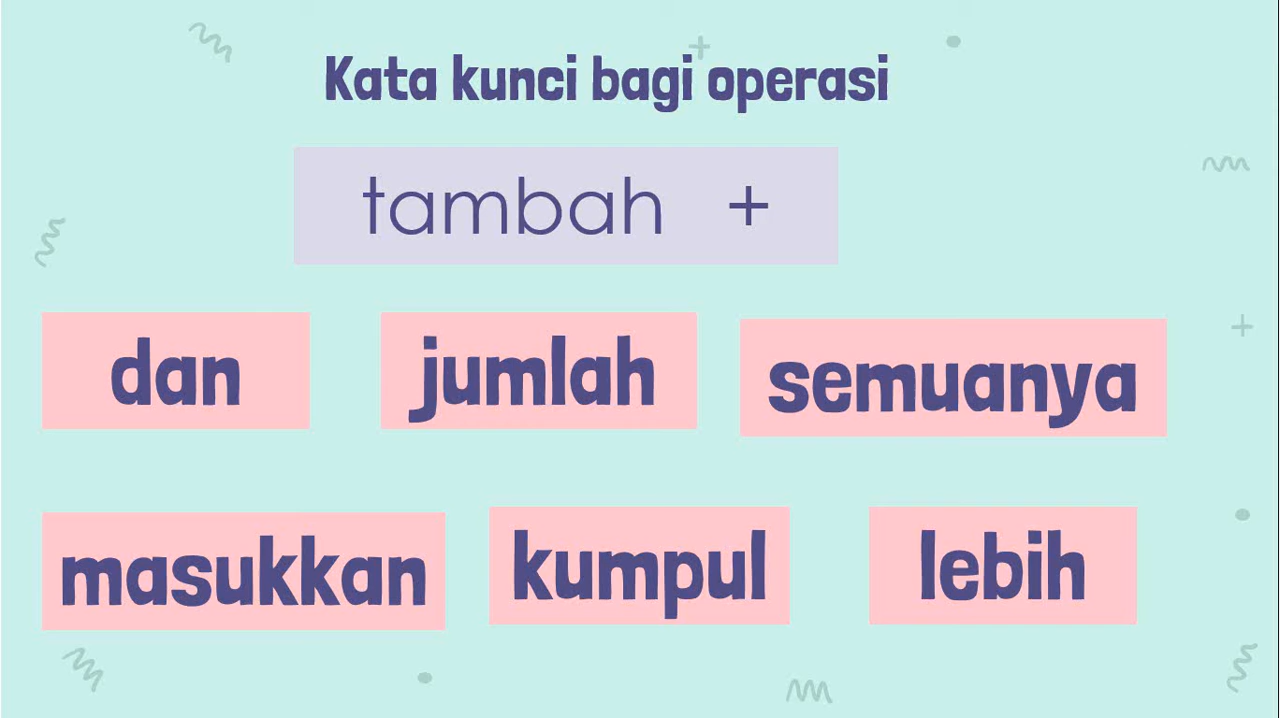 Kata kunci bagi operasi
tambah +
dan jumlah semuanya
masukkan kumpul lebih